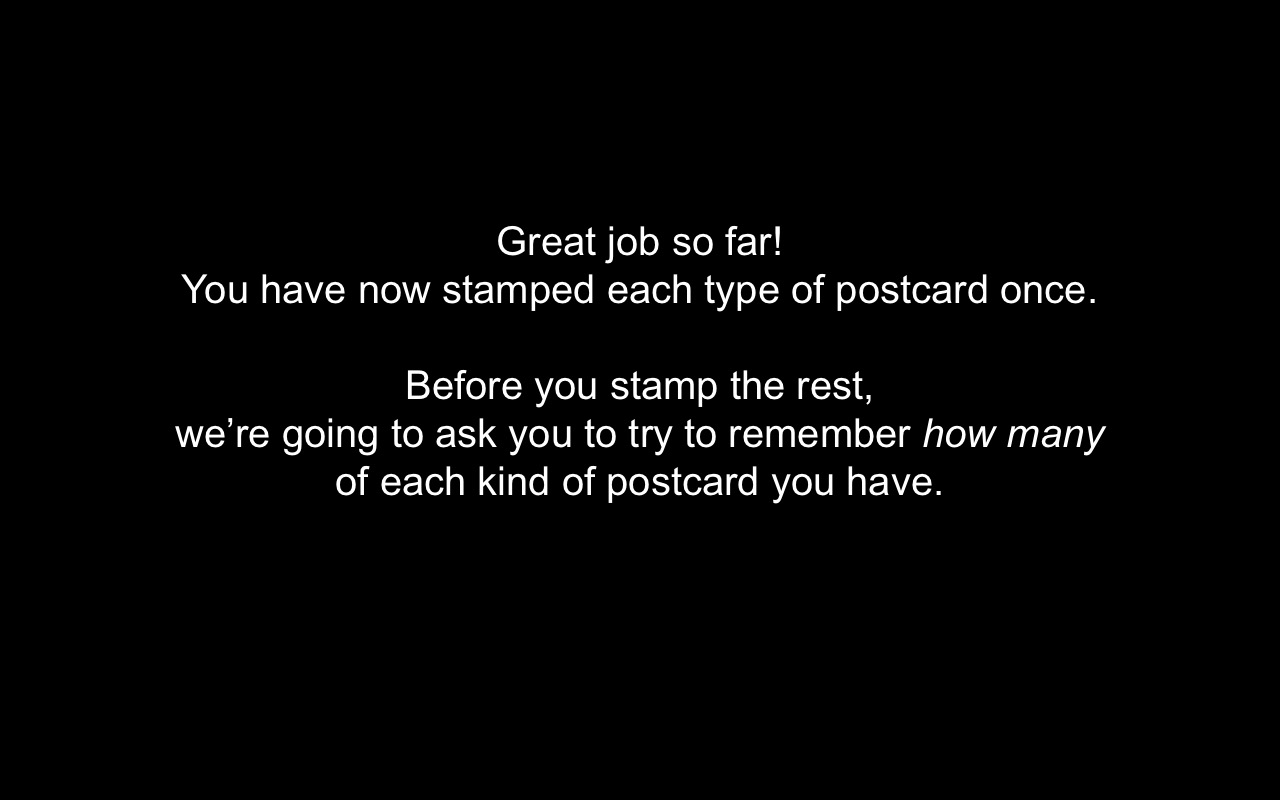 Great job so far!
You have now stamped each type of postcard once.
Before you stamp the rest,
we’re going to ask you to try to remember how many
of each kind of postcard you have.